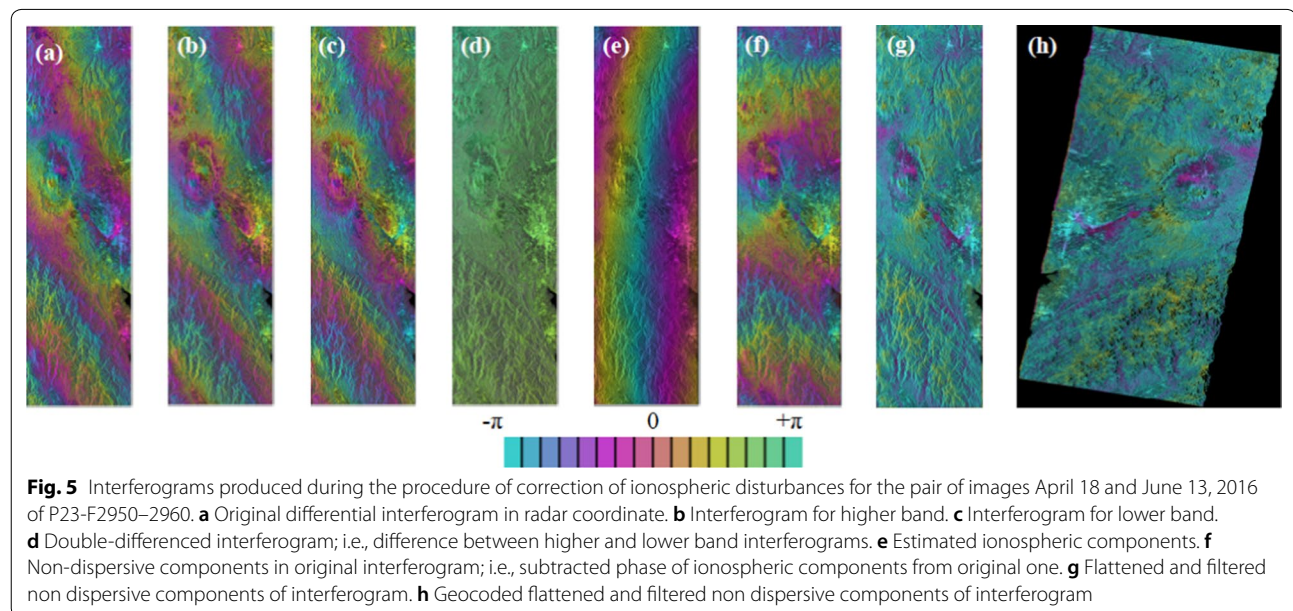 (a) (b) (c) (d) (e) (f) (g) (h)
-π 0 +π
Fig. 5 Interferograms produced during the procedure of correction of ionospheric disturbances for the pair of images April 18 and June 13, 2016
of P23-F2950–2960. a Original differential interferogram in radar coordinate. b Interferogram for higher band. c Interferogram for lower band.
d Double-differenced interferogram; i.e., difference between higher and lower band interferograms. e Estimated ionospheric components. f
Non-dispersive components in original interferogram; i.e., subtracted phase of ionospheric components from original one. g Flattened and filtered
non dispersive components of interferogram. h Geocoded flattened and filtered non dispersive components of interferogram